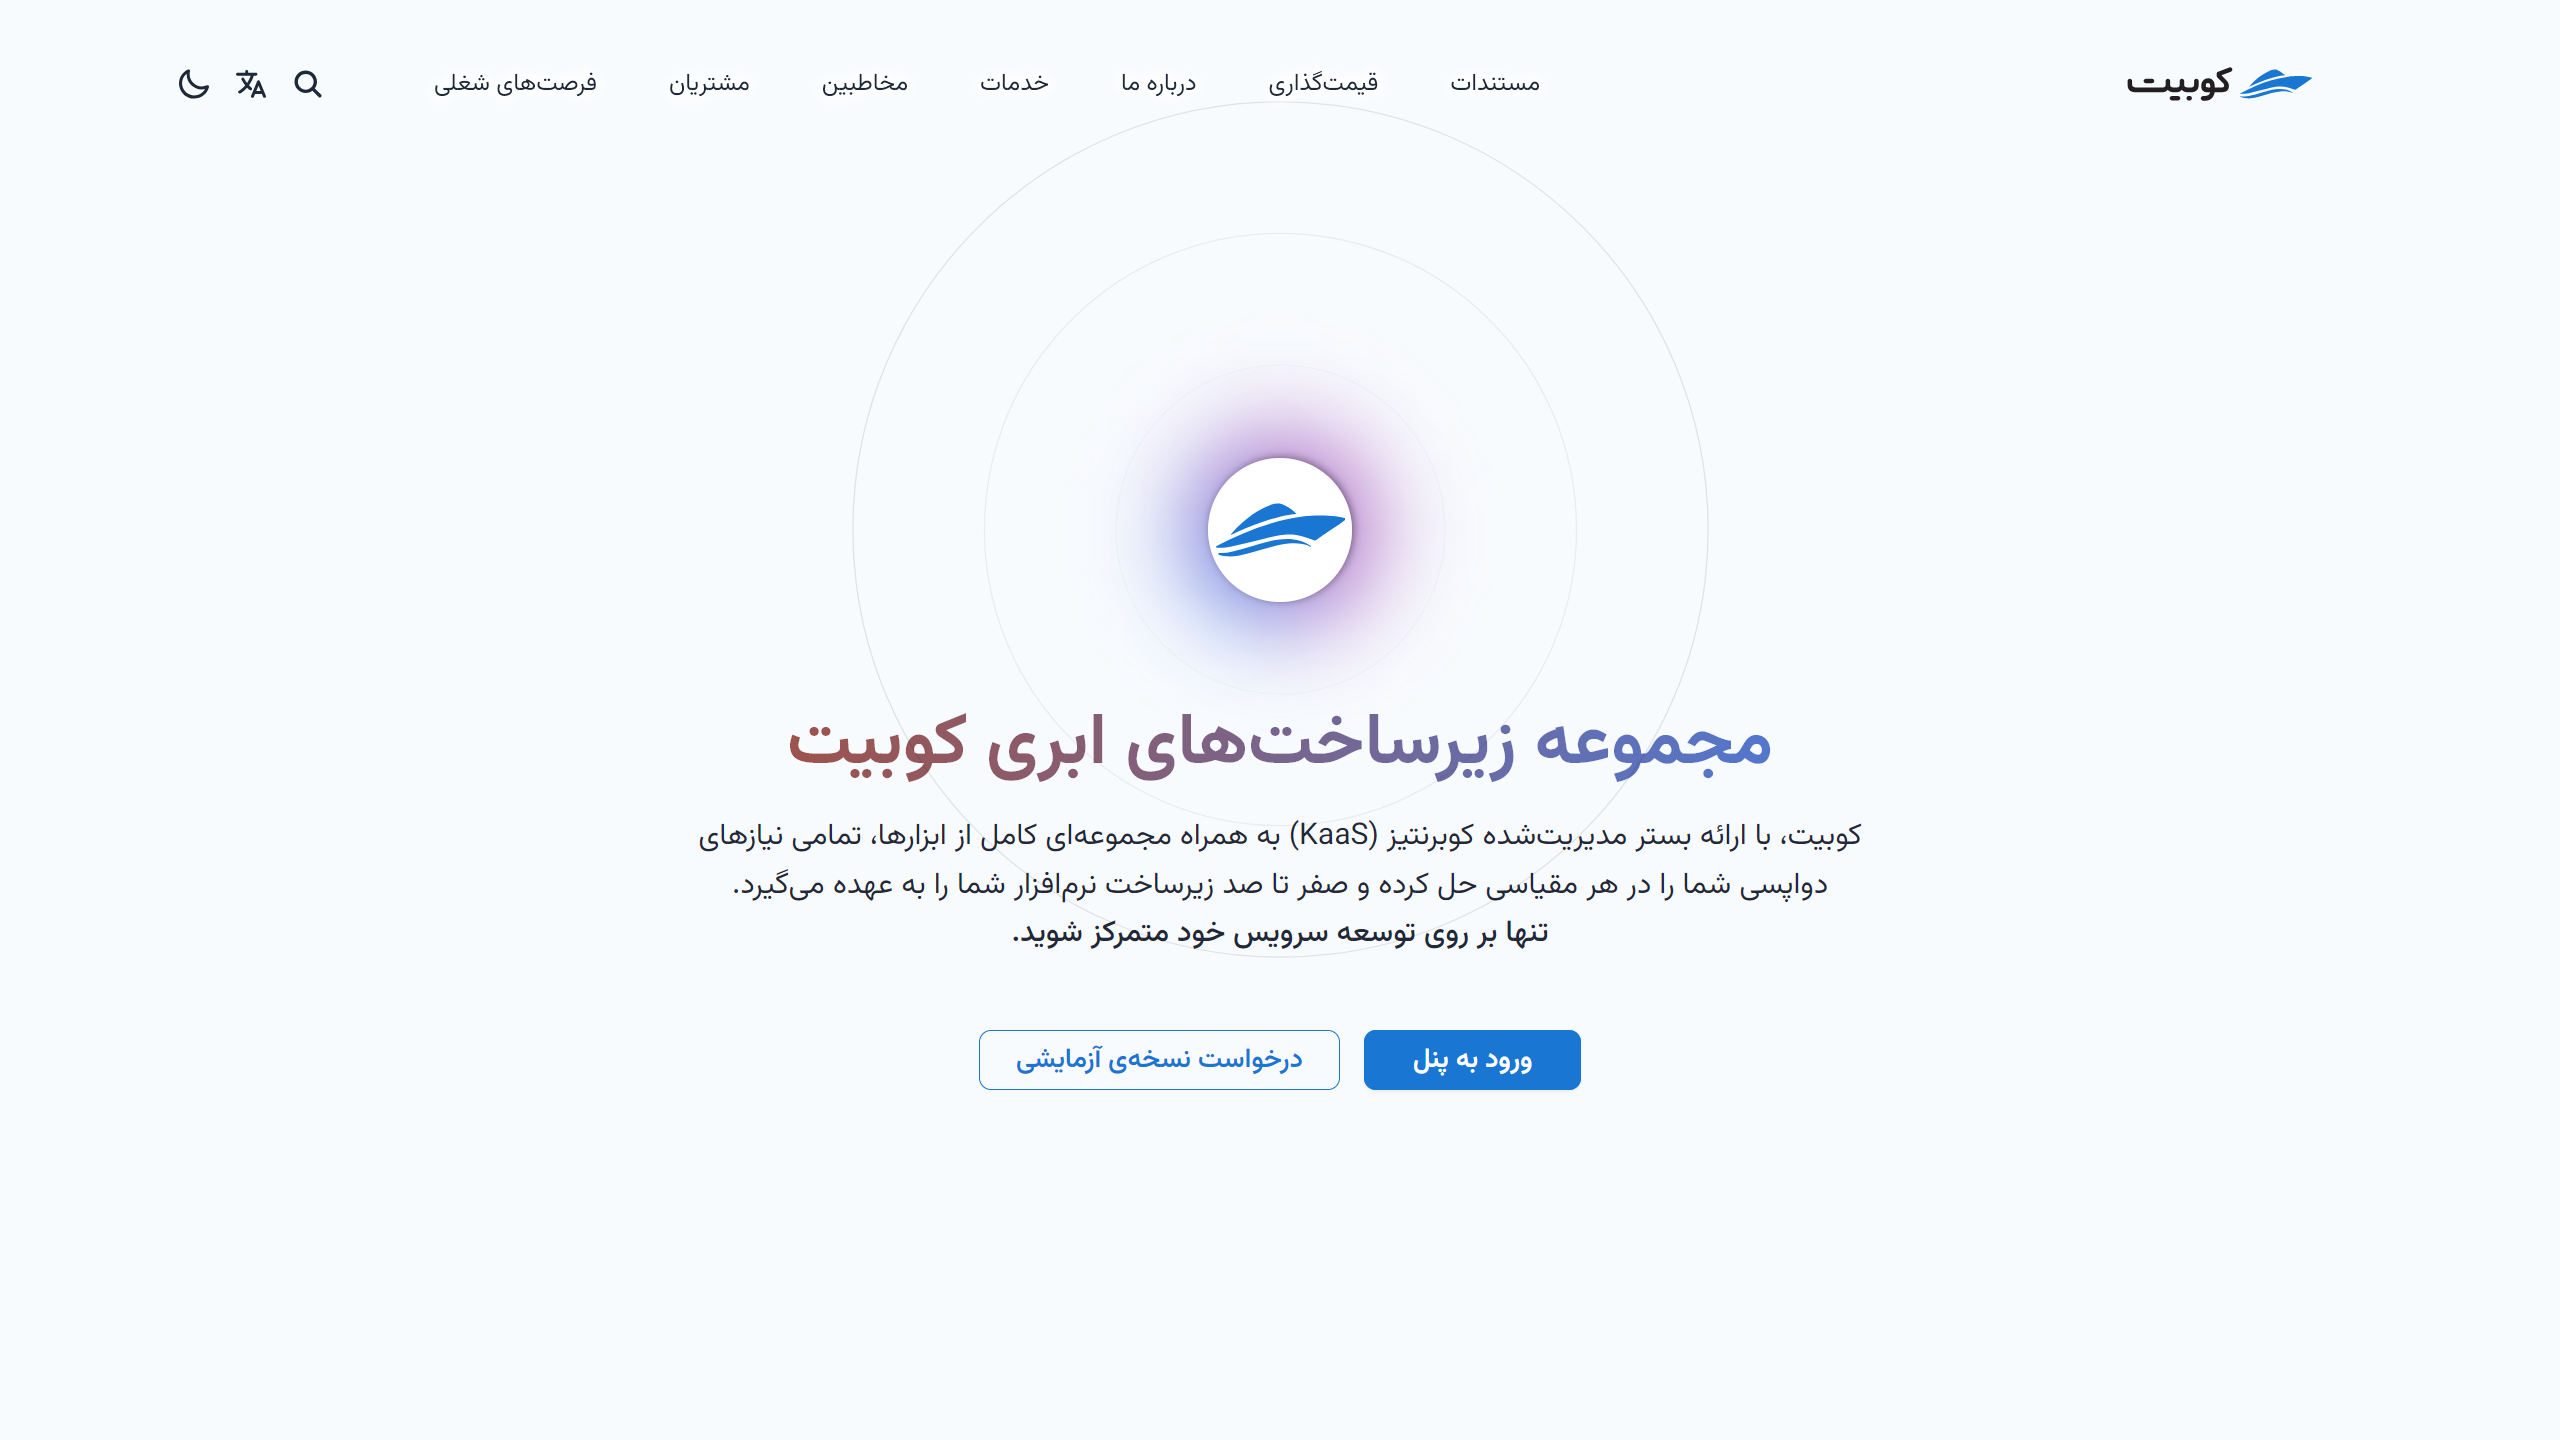 کوبیت
مستندات
قیمت‌گذاری
درباره ما
خدمات
مخاطبین
مشتریان
فرصت‌های شغلی
مجموعه زیرساخت‌های ابری کوبیت
کوبیت، با ارائه بستر مدیریت‌شده کوبرنتیز (KaaS) به همراه مجموعه‌ای کامل از ابزارها، تمامی نیازهای
دواپسی شما را در هر مقیاسی حل کرده و صفر تا صد زیرساخت نرم‌افزار شما را به عهده می‌گیرد.
تنها بر روی توسعه سرویس خود متمرکز شوید.
ورود به پنل
درخواست نسخه‌ی آزمایشی